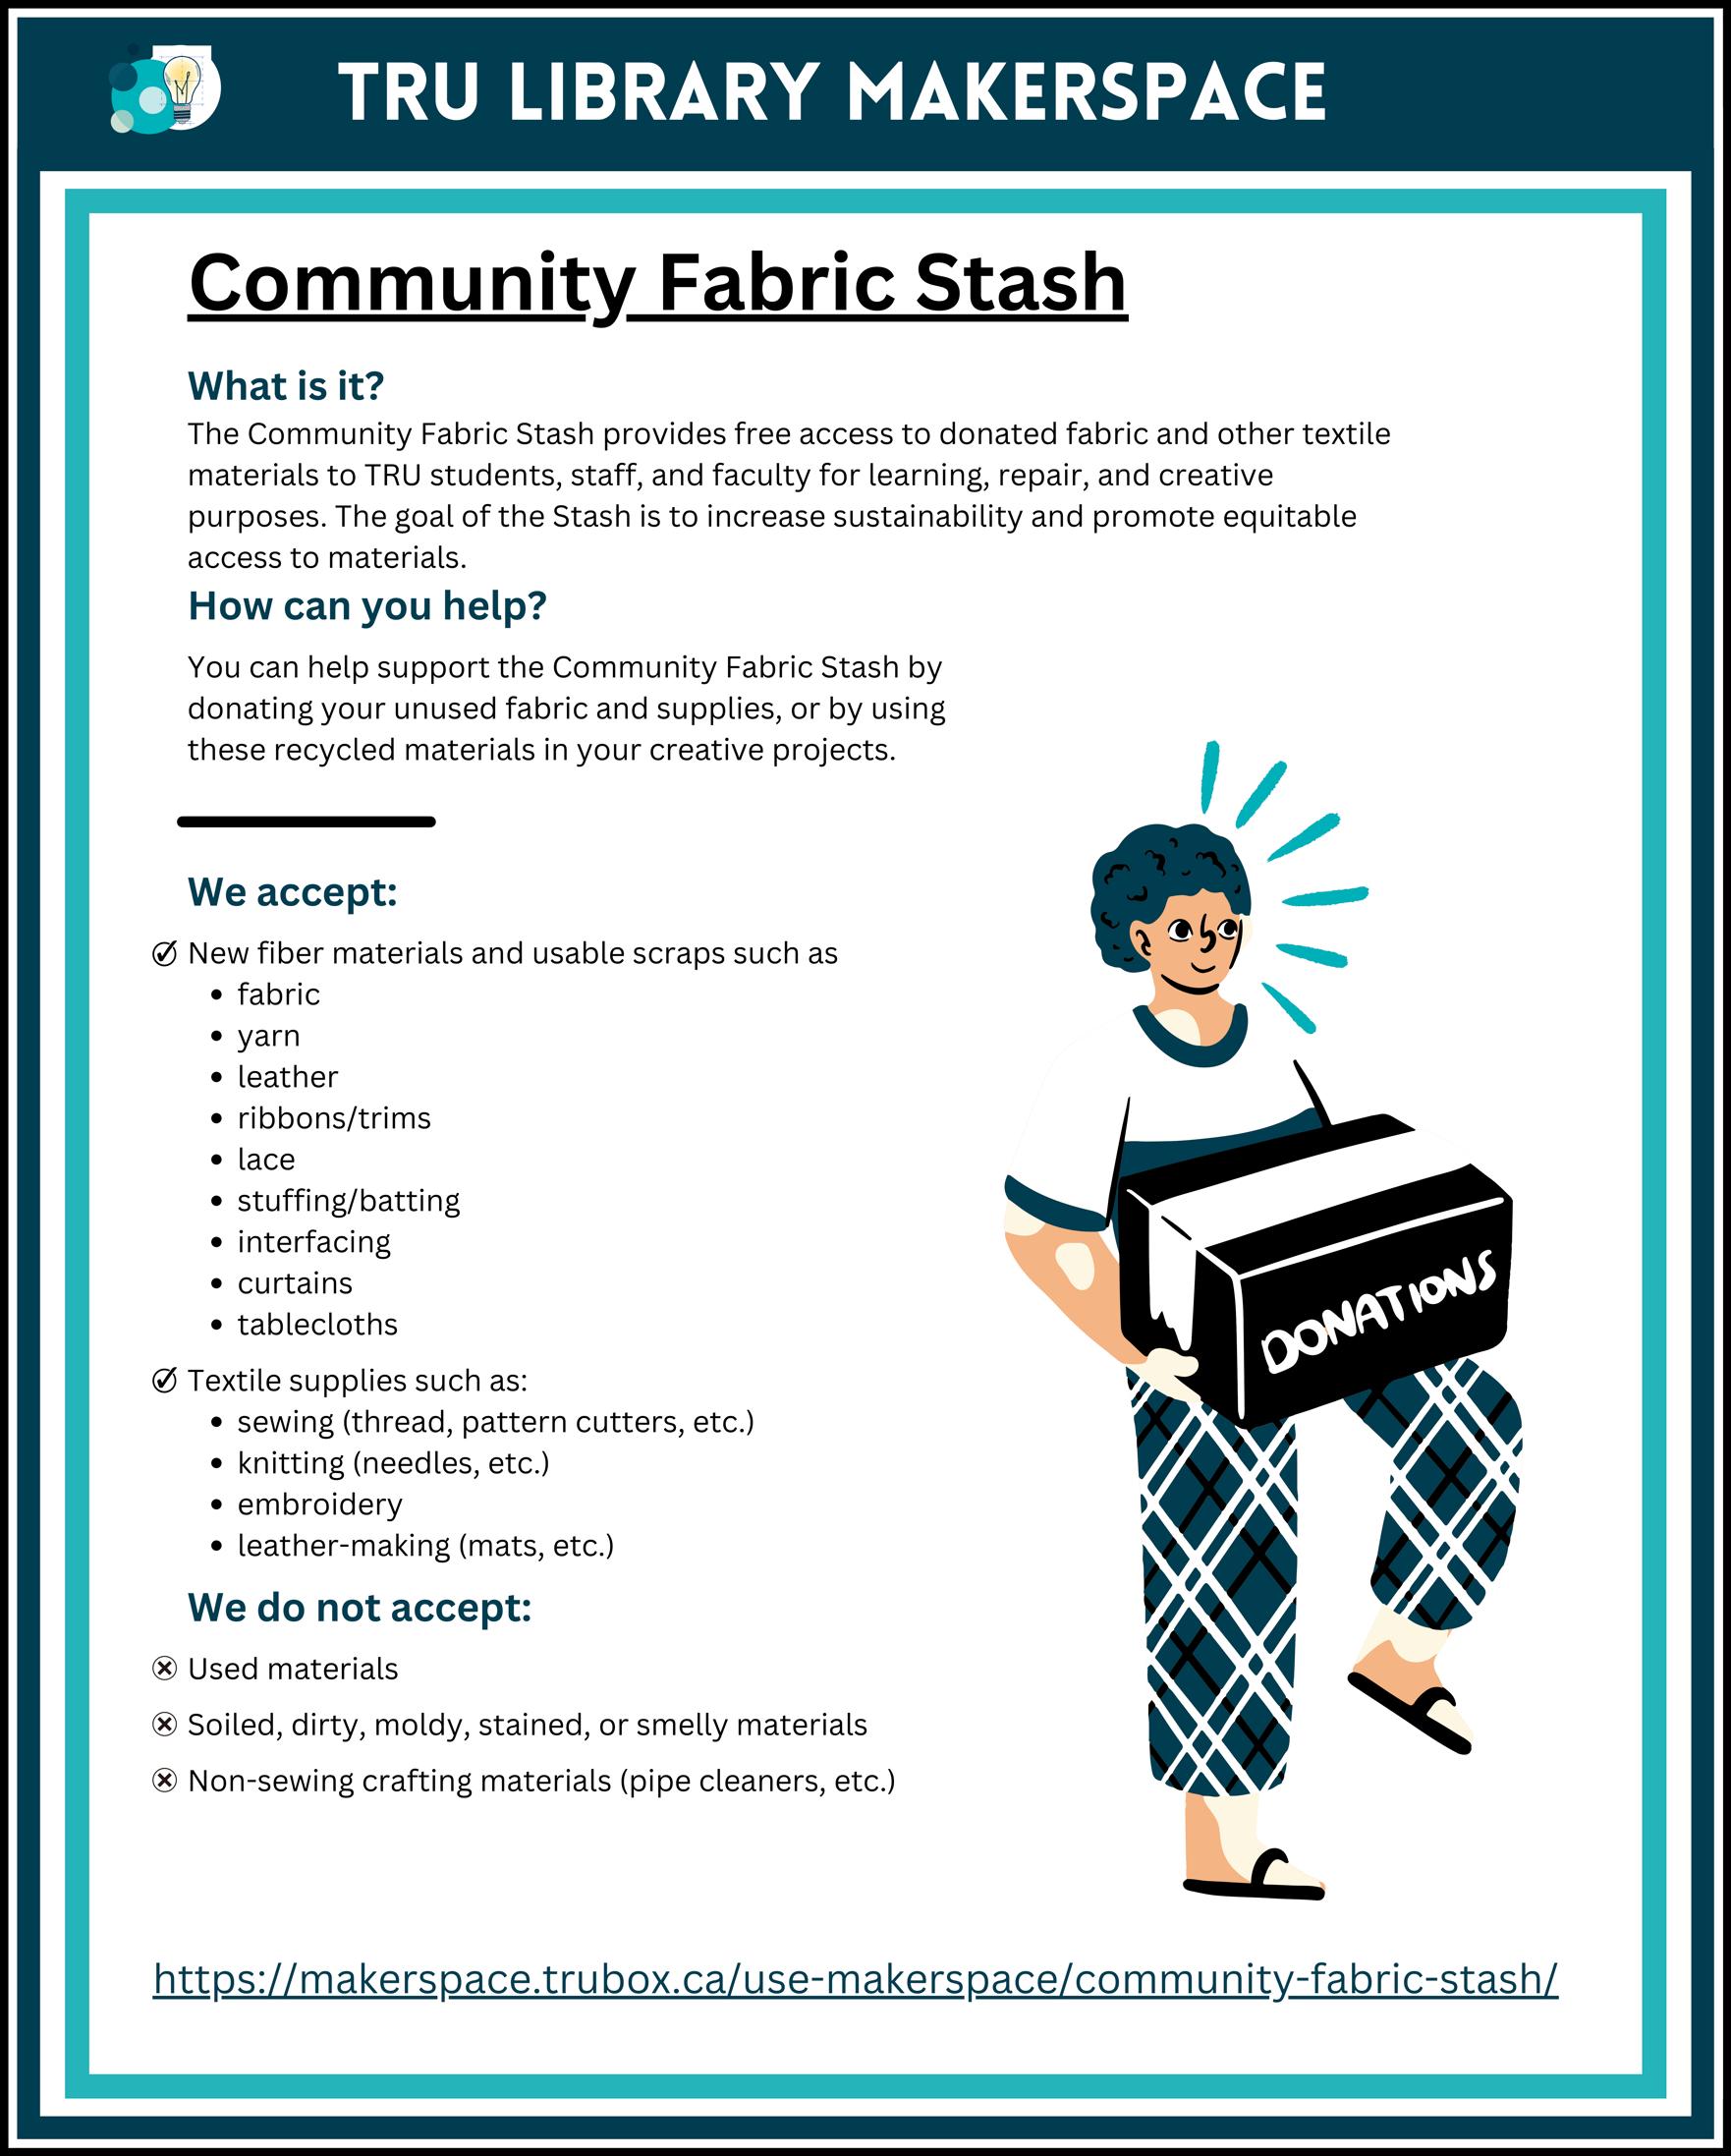 TRU LIBRARY MAKERSPACE
Community Fabric Stash
What is it?
The Community Fabric Stash provides free access to donated fabric and other textile
materials to TRU students, staff, and faculty for learning, repair, and creative
purposes. The goal of the Stash is to increase sustainability and promote equitable
access to materials.
How can you help?
You can help support the Community Fabric Stash by
donating your unused fabric and supplies, or by using
these recycled materials in your creative projects.
We accept:
New fiber materials and usable scraps such as
• fabric
• yarn
• leather
• ribbons/trims
• lace
• stuffing/batting
• interfacing
• curtains
• tablecloths
Textile supplies such as:
• sewing (thread, pattern cutters, etc.)
• knitting (needles, etc.)
• embroidery
• leather-making (mats, etc.)
We do not accept:
Used materials
Soiled, dirty, moldy, stained, or smelly materials
Non-sewing crafting materials (pipe cleaners, etc.)
DONATIONS
https://makerspace.trubox.ca/use-makerspace/community-fabric-stash/